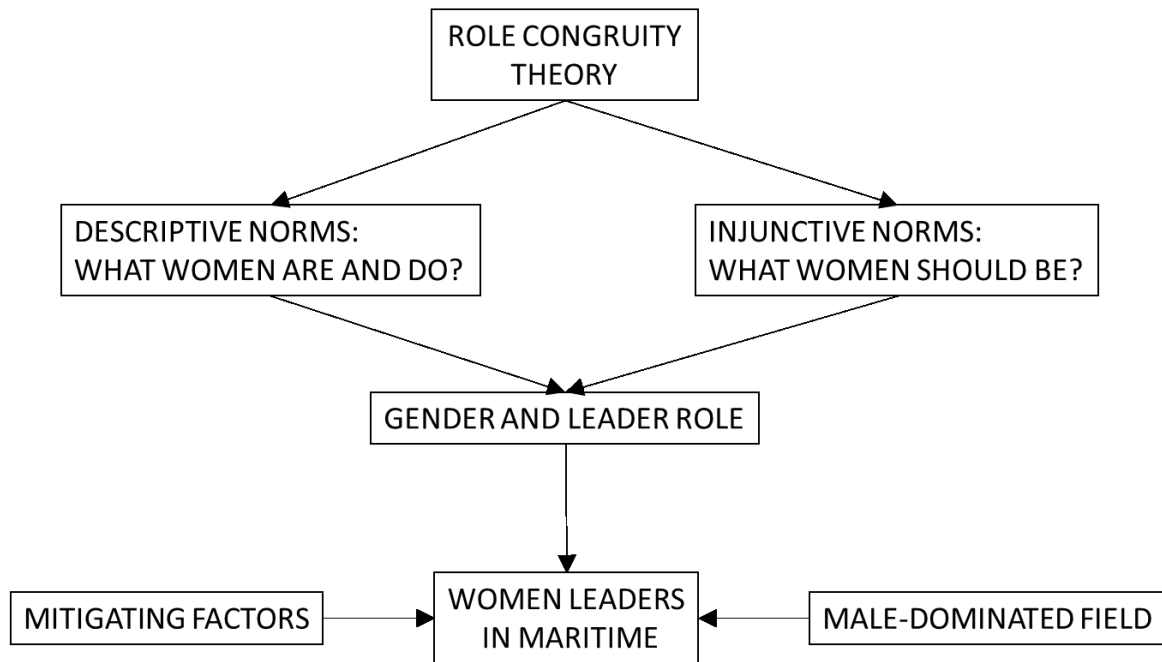 ROLE CONGRUITY
THEORY
DESCRIPTIVE NORMS:
WHAT WOMEN ARE AND DO?
INJUNCTIVE NORMS:
WHAT WOMEN SHOULD BE?
GENDER AND LEADER ROLE
MITIGATING FACTORS
WOMEN LEADERS
IN MARITIME
MALE-DOMINATED FIELD